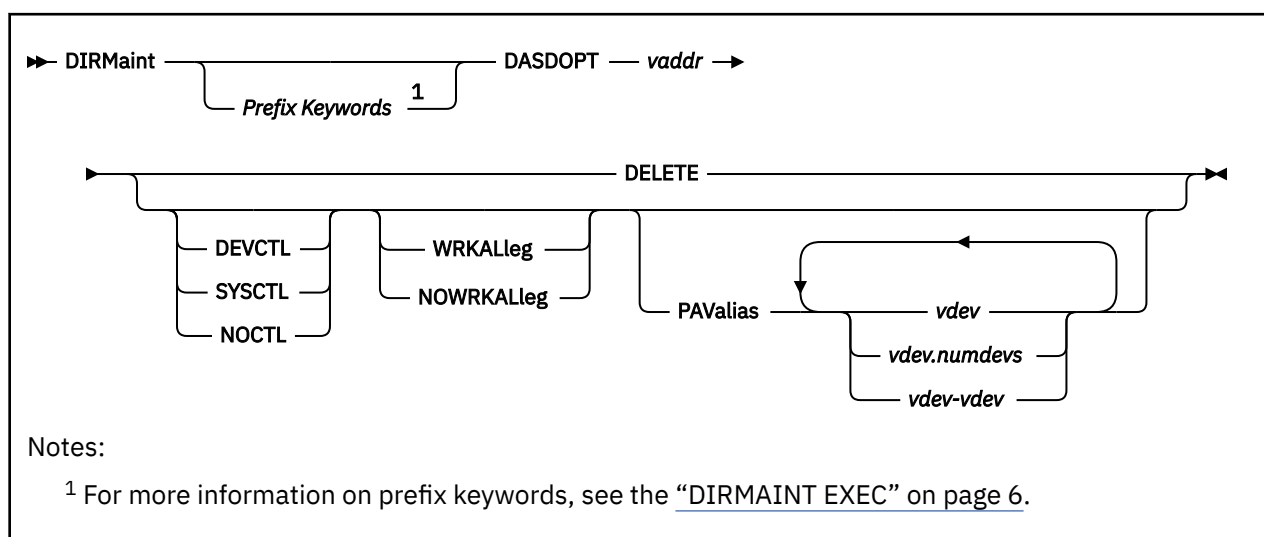 DIRMaint DASDOPT vaddr
Prefix Keywords 1
DELETE
DEVCTL
SYSCTL
NOCTL
WRKALleg
NOWRKALleg
PAValias
vdev
vdev.numdevs
vdev-vdev
Notes:
1 For more information on prefix keywords, see the “DIRMAINT EXEC” on page 6.